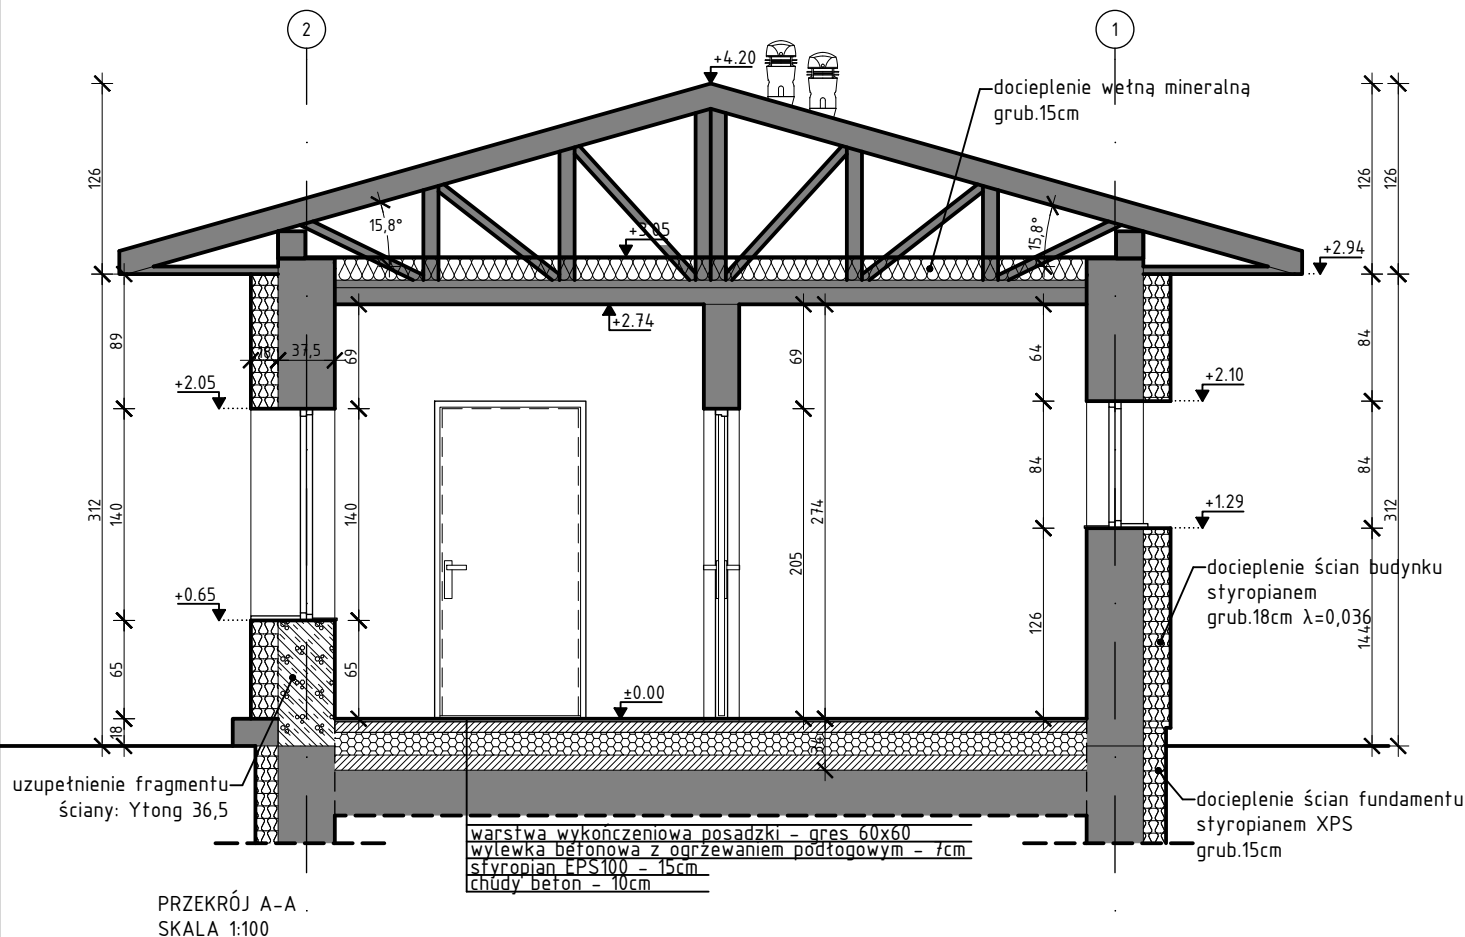 2
1
+4.20
docieplenie wełną mineralną
grub.15cm
126
126
126
15,8°
15,8°
+3.05
+2.94
+2.74
89
18
37,5
69
69
64
84
+2.05
+2.10
312
140
140
274
205
84
84
312
+1.29
+0.65
docieplenie ścian budynku
styropianem
grub.18cm λ=0,036
126
144
65
65
±0.00
18
34
uzupełnienie fragmentu
ściany: Ytong 36,5
docieplenie ścian fundamentu
styropianem XPS
grub.15cm
warstwa wykończeniowa posadzki - gres 60x60
wylewka betonowa z ogrzewaniem podłogowym - 7cm
styropian EPS100 - 15cm
chudy beton - 10cm
PRZEKRÓJ A-A
SKALA 1:100